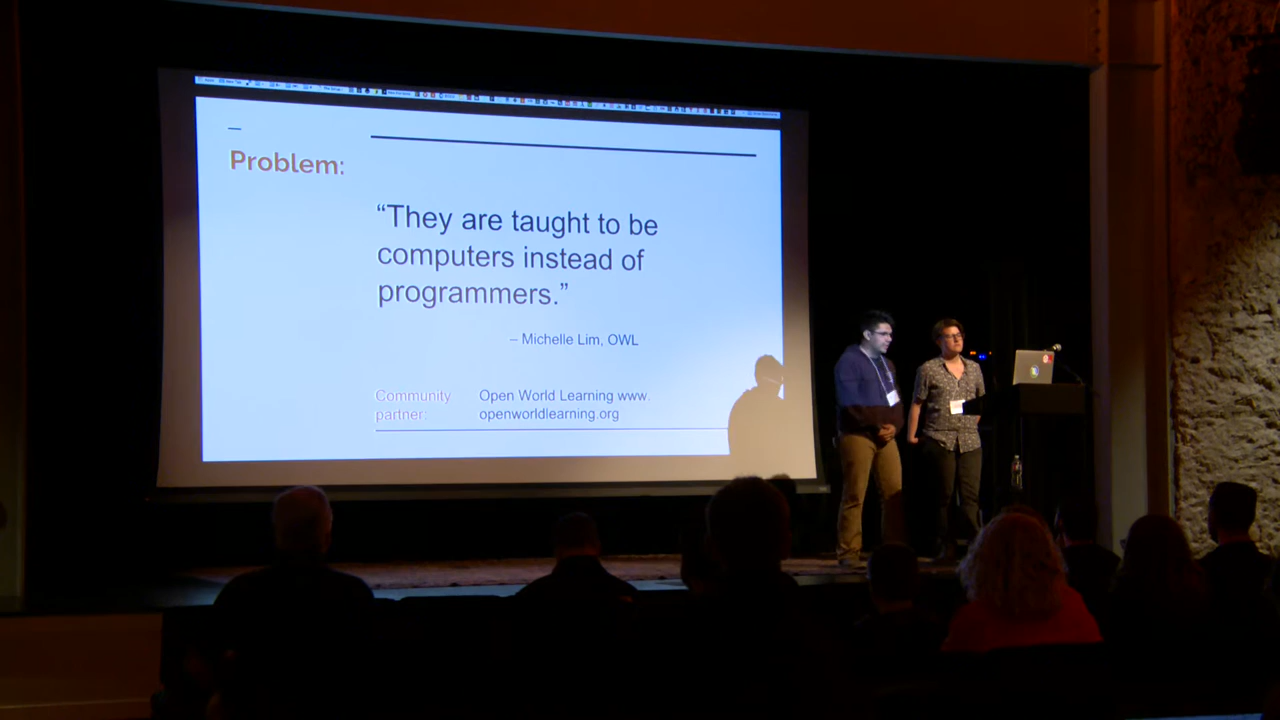 Problem:
“They are taught to be
computers instead of
programmers.”
– Michelle Lim, OWL
Community
partner:
Open World Learning www.
openworldlearning.org